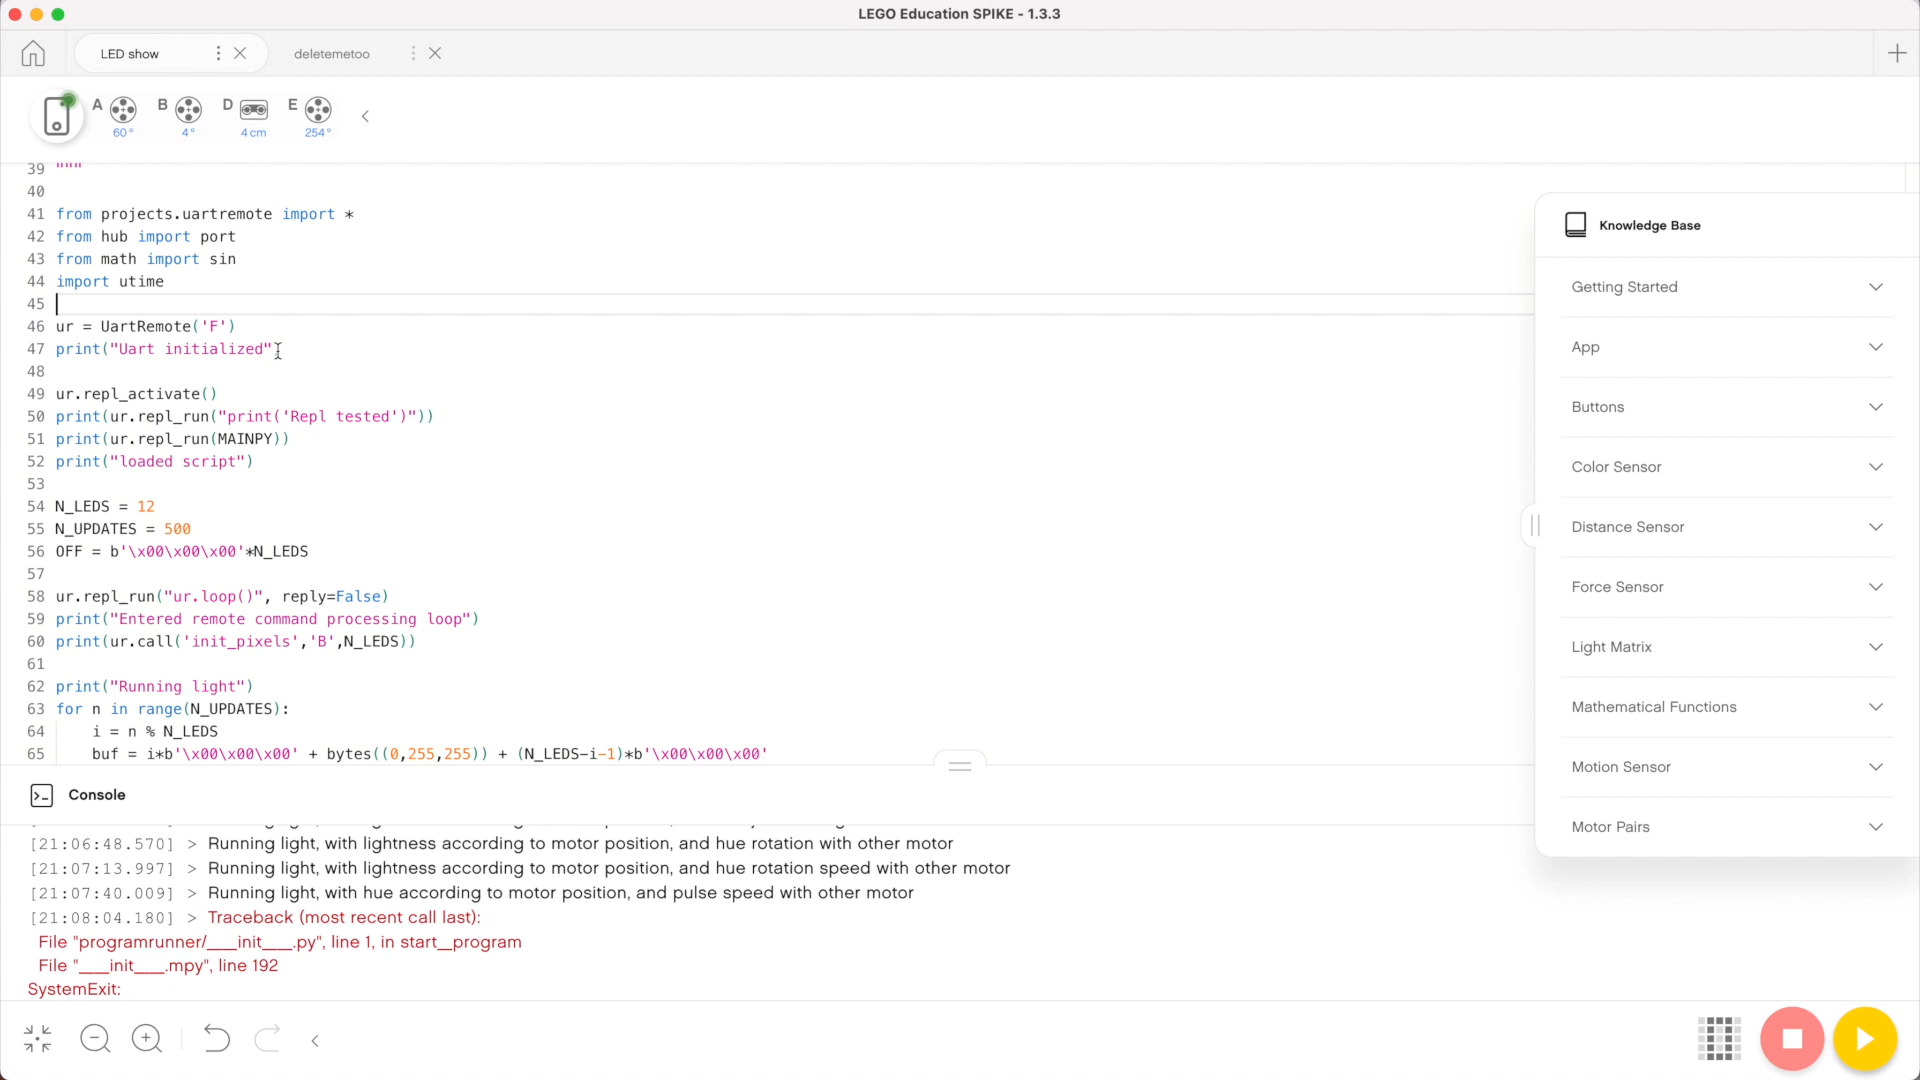 LEGO Education SPIKE - 1.3.3
LED show
deletemetoo
A B D E
60° 4° 4cm 254°
39 """
40
41 from projects.uartremote import *
42 from hub import port
43 from math import sin
44 import utime
45
46 ur = UartRemote('F')
47 print("Uart initialized"
48
49 ur.repl_activate()
50 print(ur.repl_run("print('Repl tested')"))
51 print(ur.repl_run(MAINPY))
52 print("loaded script")
53
54 N_LEDS = 12
55 N_UPDATES = 500
56 OFF = b'\x00\x00\x00'*N_LEDS
57
58 ur.repl_run("ur.loop()", reply=False)
59 print("Entered remote command processing loop")
60 print(ur.call('init_pixels','B',N_LEDS))
61
62 print("Running light")
63 for n in range(N_UPDATES):
64 i = n % N_LEDS
65 buf = i*b'\x00\x00\x00' + bytes((0,255,255)) + (N_LEDS-i-1)*b'\x00\x00\x00'
Knowledge Base
Getting Started
App
Buttons
Color Sensor
Distance Sensor
Force Sensor
Light Matrix
Mathematical Functions
Motion Sensor
Motor Pairs
Console
[21:06:48.570] > Running light, with lightness according to motor position, and hue rotation with other motor
[21:07:13.997] > Running light, with lightness according to motor position, and hue rotation speed with other motor
[21:07:40.009] > Running light, with hue according to motor position, and pulse speed with other motor
[21:08:04.180] > Traceback (most recent call last):
File "programrunner/__init__.py", line 1, in start_program
File "__init__.mpy", line 192
SystemExit: